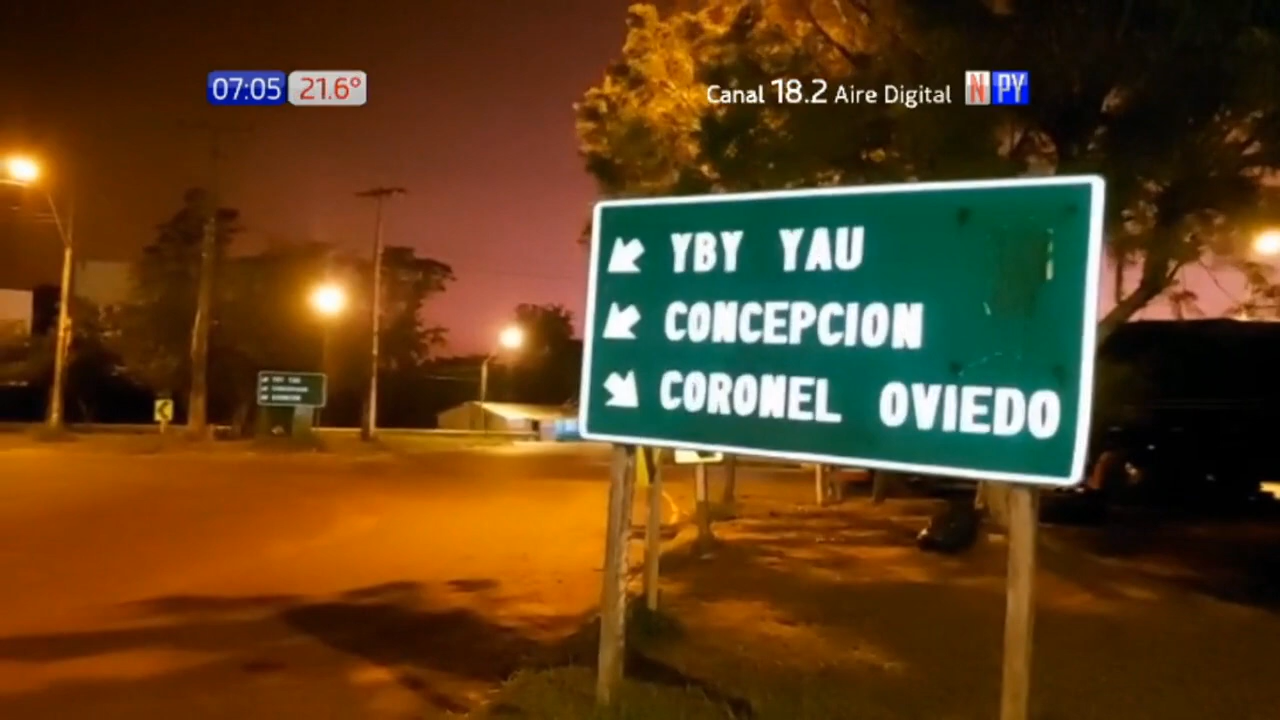 07:05 21.6°
Canal 18.2 Aire Digital NPY
YBY YAU
CONCEPCION
CORONEL OVIEDO